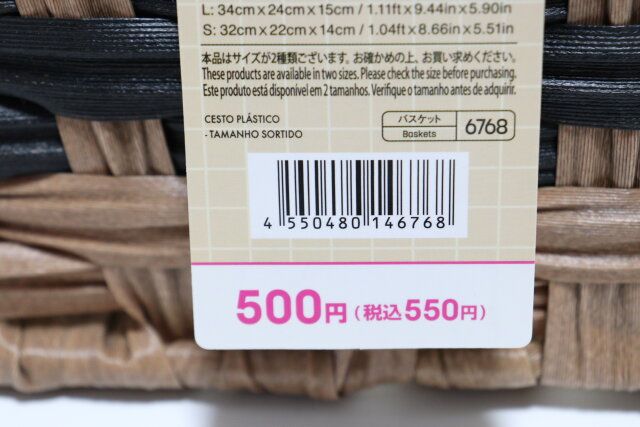 L: 34cm×24cm×15cm / 1.11ft×9.44in×5.90in
S: 32cm×22cm×14cm / 1.04ft×8.66in×5.51in
本品はサイズが2種類ございます。お確かめの上、お買い求めください。
These products are available in two sizes. Please check the size before purchasing.
Este produto está disponível em 2 tamanhos. Verifique o tamanho antes de adquirir.
CESTO PLÁSTICO
- TAMANHO SORTIDO
バスケット
Baskets
6768
4 550480 146768
500円(税込550円)